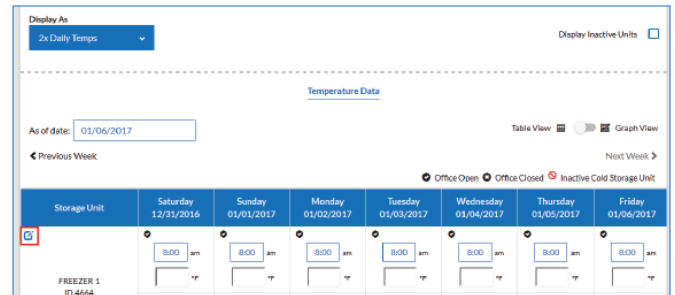 Display As
2x Daily Temps
Display Inactive Units
Temperature Data
As of date: 01/06/2017
Table View Graph View
Previous Week Next Week
Office Open Office Closed Inactive Cold Storage Unit
Storage Unit Saturday 12/31/2016 Sunday 01/01/2017 Monday 01/02/2017 Tuesday 01/03/2017 Wednesday 01/04/2017 Thursday 01/05/2017 Friday 01/06/2017
8:00 am 8:00 am 8:00 am 8:00 am 8:00 am 8:00 am 8:00 am
°F °F °F °F °F °F °F
FREEZER 1
ID 4664